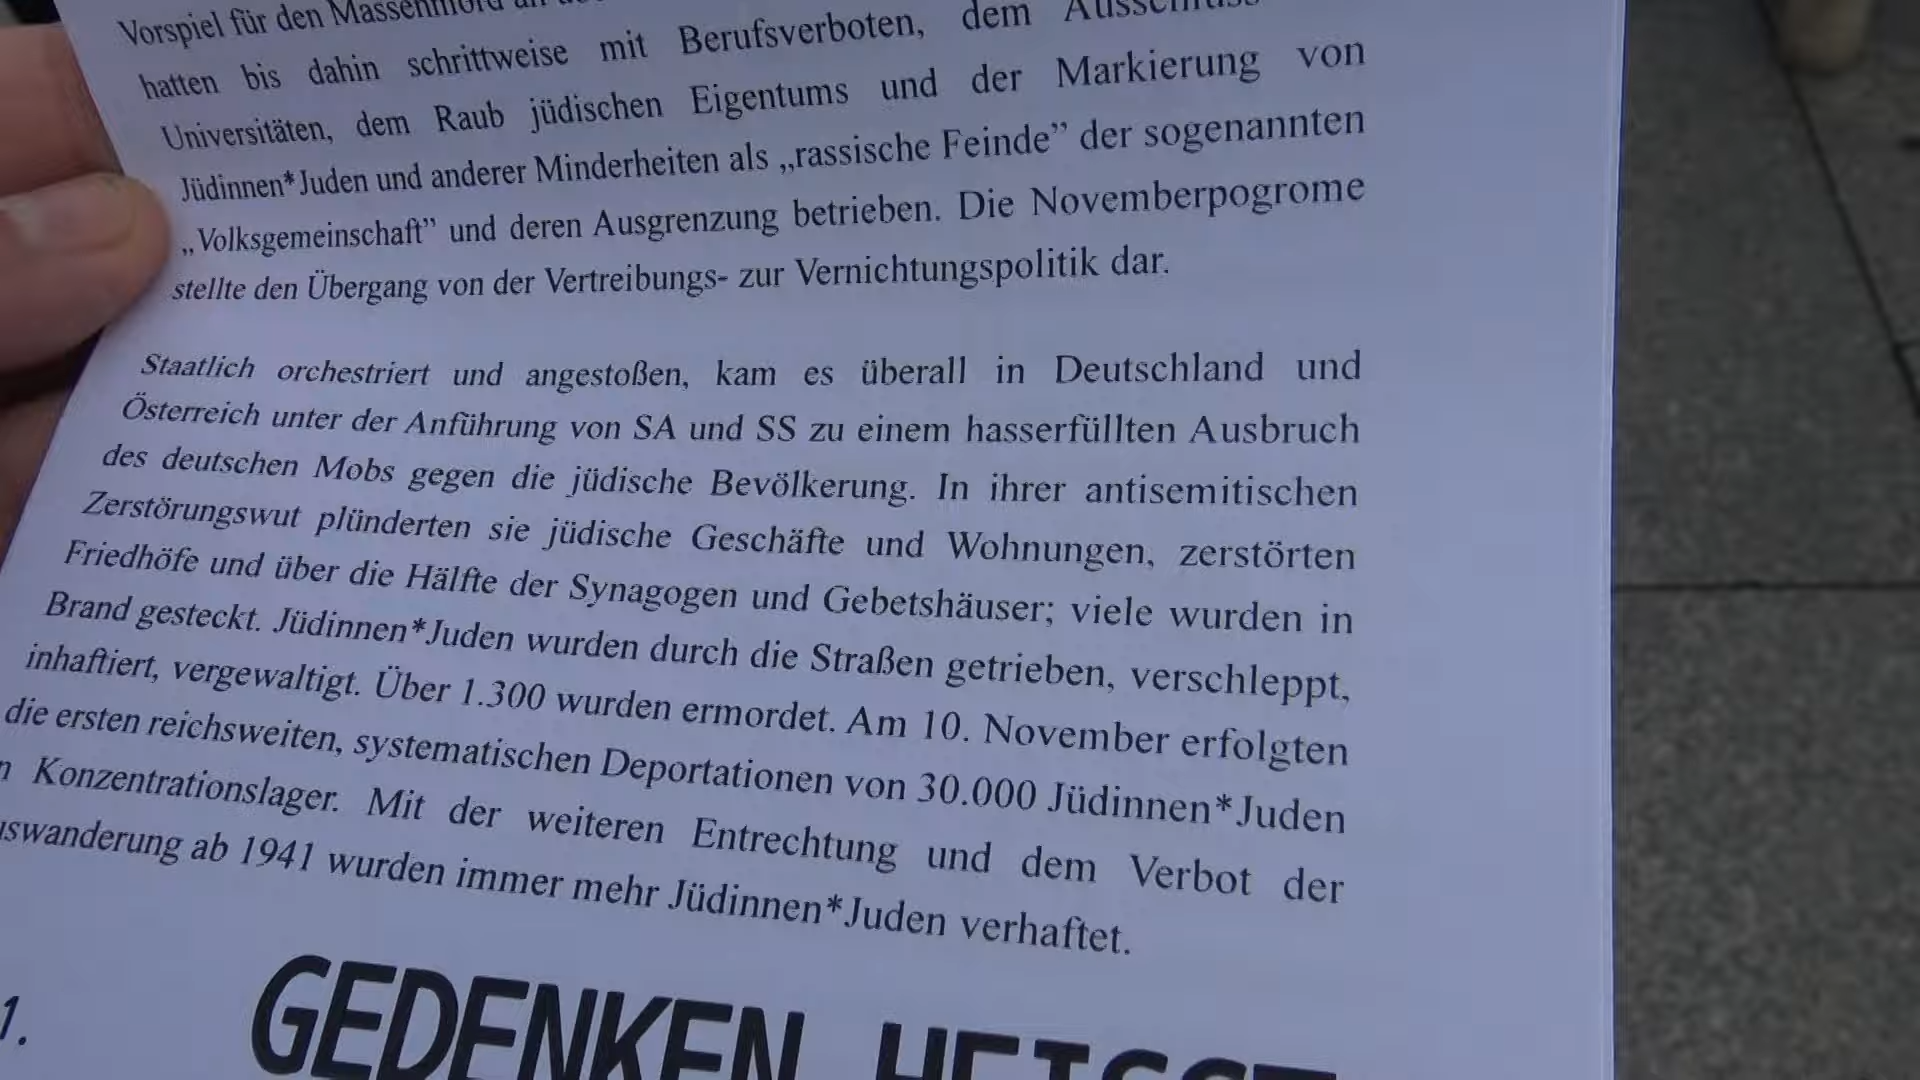 Vorspiel für den Massenmord an
hatten bis dahin schrittweise mit Berufsverboten, dem Ausschluss
Universitäten, dem Raub jüdischen Eigentums und der Markierung von
Jüdinnen*Juden und anderer Minderheiten als „rassische Feinde” der sogenannten
„Volksgemeinschaft” und deren Ausgrenzung betrieben. Die Novemberpogrome
stellte den Übergang von der Vertreibungs- zur Vernichtungspolitik dar.
Staatlich orchestriert und angestoßen, kam es überall in Deutschland und
Österreich unter der Anführung von SA und SS zu einem hasserfüllten Ausbruch
des deutschen Mobs gegen die jüdische Bevölkerung. In ihrer antisemitischen
Zerstörungswut plünderten sie jüdische Geschäfte und Wohnungen, zerstörten
Friedhöfe und über die Hälfte der Synagogen und Gebetshäuser; viele wurden in
Brand gesteckt. Jüdinnen*Juden wurden durch die Straßen getrieben, verschleppt,
inhaftiert, vergewaltigt. Über 1.300 wurden ermordet. Am 10. November erfolgten
die ersten reichsweiten, systematischen Deportationen von 30.000 Jüdinnen*Juden
n Konzentrationslager. Mit der weiteren Entrechtung und dem Verbot der
uswanderung ab 1941 wurden immer mehr Jüdinnen*Juden verhaftet.
1.
GEDENKEN HEISST